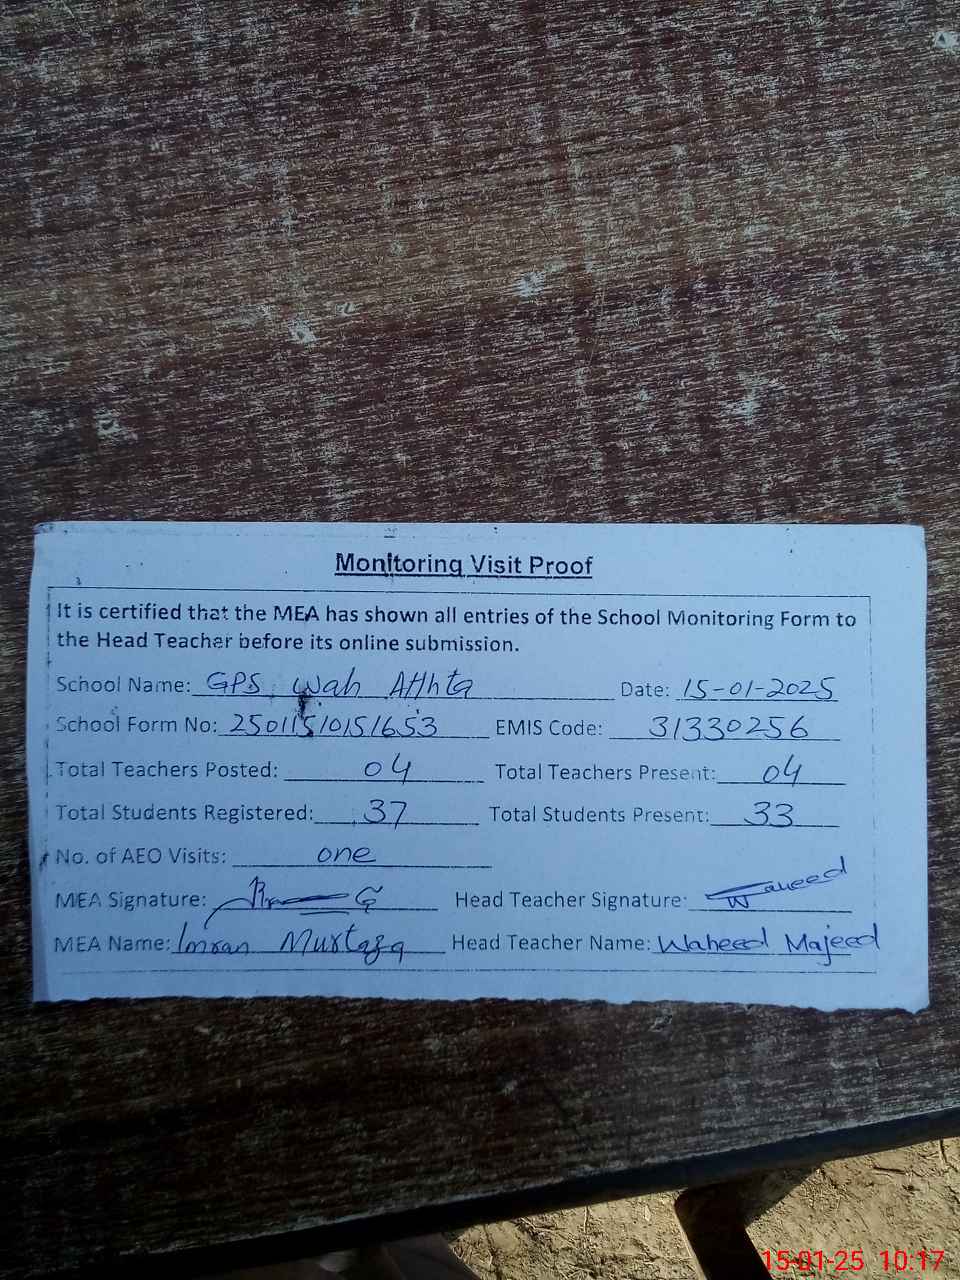 Monitoring Visit Proof
It is certified that the MEA has shown all entries of the School Monitoring Form to
the Head Teacher before its online submission.
School Name: GPS Wah Atthta Date: 15-01-2025
School Form No: 25011510151653 EMIS Code: 31330256
Total Teachers Posted: 04 Total Teachers Present: 04
Total Students Registered: 37 Total Students Present: 33
No. of AEO Visits: one
MEA Signature: Head Teacher Signature: Waheed
MEA Name: Imran Murtaza Head Teacher Name: Waheed Majeed
15-01-25 10:17